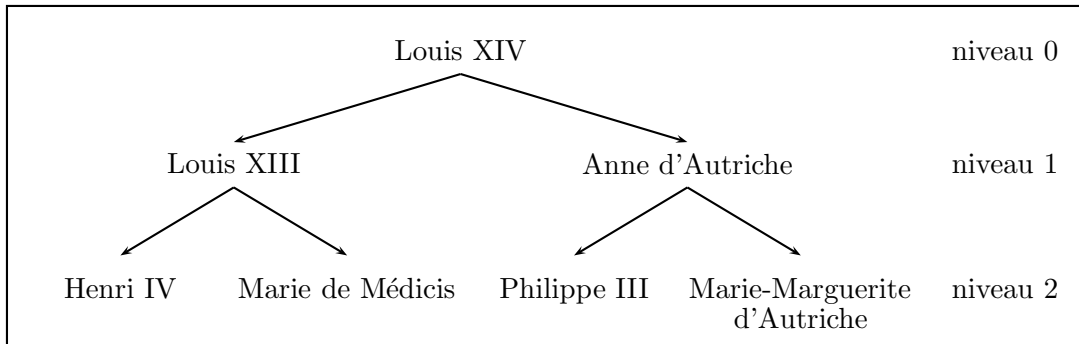 Louis XIV niveau 0
Louis XIII Anne d'Autriche niveau 1
Henri IV Marie de Médicis Philippe III Marie-Marguerite niveau 2
d'Autriche